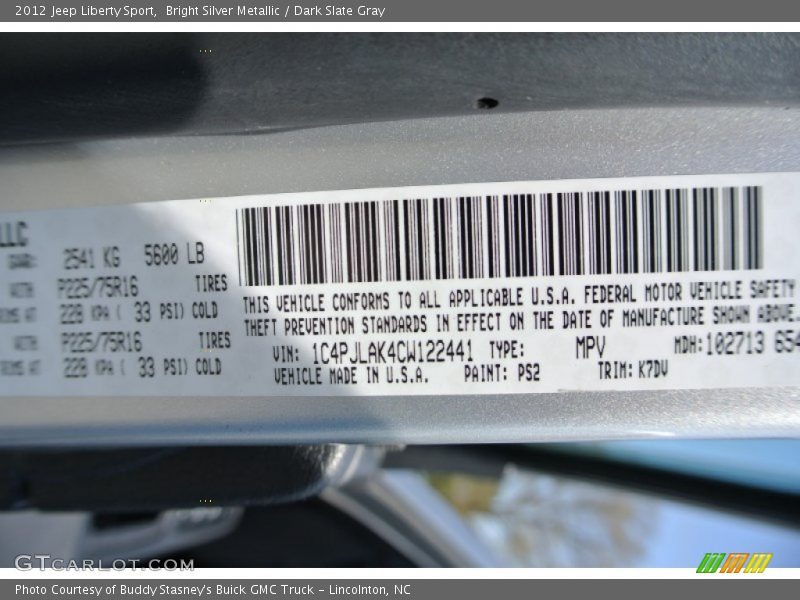 2012 Jeep Liberty Sport,  Bright Silver Metallic / Dark Slate Gray
LLC
2541 KG 5600 LB
P225/75R16 TIRES
228 KPA ( 33 PSI) COLD
P225/75R16 TIRES
228 KPA ( 33 PSI) COLD
THIS VEHICLE CONFORMS TO ALL APPLICABLE U.S.A. FEDERAL MOTOR VEHICLE SAFETY
THEFT PREVENTION STANDARDS IN EFFECT ON THE DATE OF MANUFACTURE SHOWN ABOVE.
VIN: 1C4PJLAK4CW122441 TYPE: MPV MDH: 102713 654
VEHICLE MADE IN U.S.A. PAINT: PS2 TRIM: K7DV
GTCARLOT.COM
Photo Courtesy of Buddy Stasney's Buick GMC Truck - Lincolnton, NC